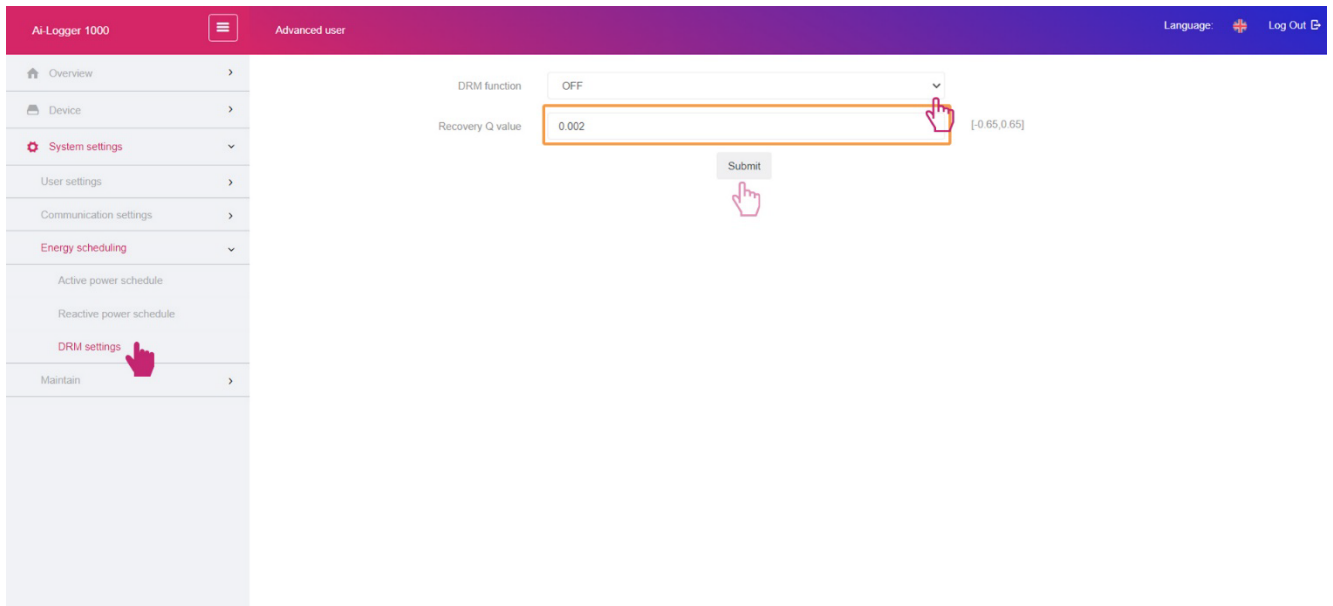 Ai-Logger 1000
Advanced user
Language:
Log Out
Overview
Device
System settings
User settings
Communication settings
Energy scheduling
Active power schedule
Reactive power schedule
DRM settings
Maintain
DRM function OFF
Recovery Q value 0.002 [-0.65,0.65]
Submit